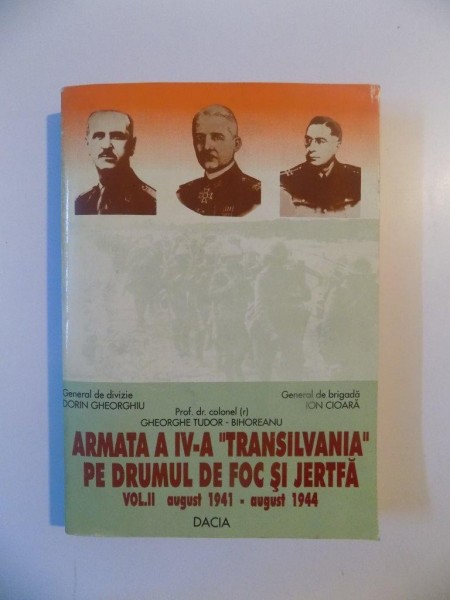 General de divizie
DORIN GHEORGHIU
Prof. dr. colonel (r)
GHEORGHE TUDOR - BIHOREANU
General de brigadă
ION CIOARĂ
ARMATA A IV-A "TRANSILVANIA"
PE DRUMUL DE FOC ŞI JERTFĂ
VOL.II august 1941 - august 1944
DACIA